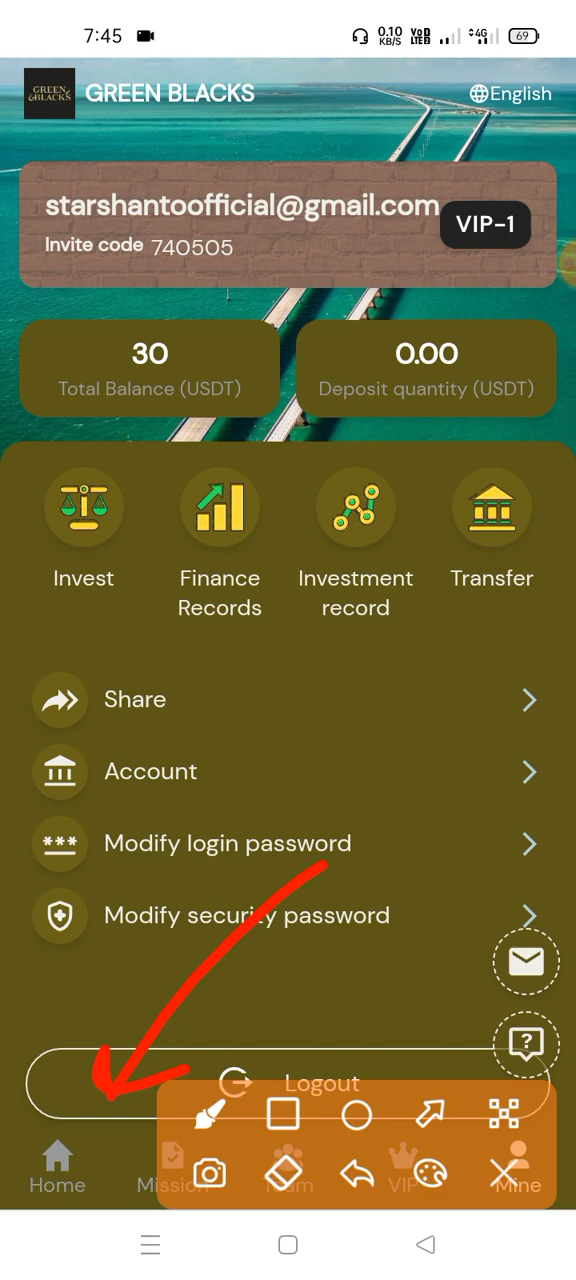 7:45 0.10 KB/S VoD LTE 4G 69
GREEN & BLACKS GREEN BLACKS English
starshantoofficial@gmail.com VIP-1
Invite code 740505
30 0.00
Total Balance (USDT) Deposit quantity (USDT)
Invest Finance Records Investment record Transfer
Share
Account
*** Modify login password
Modify security password
?
Logout
Home Mission Team VIP Mine